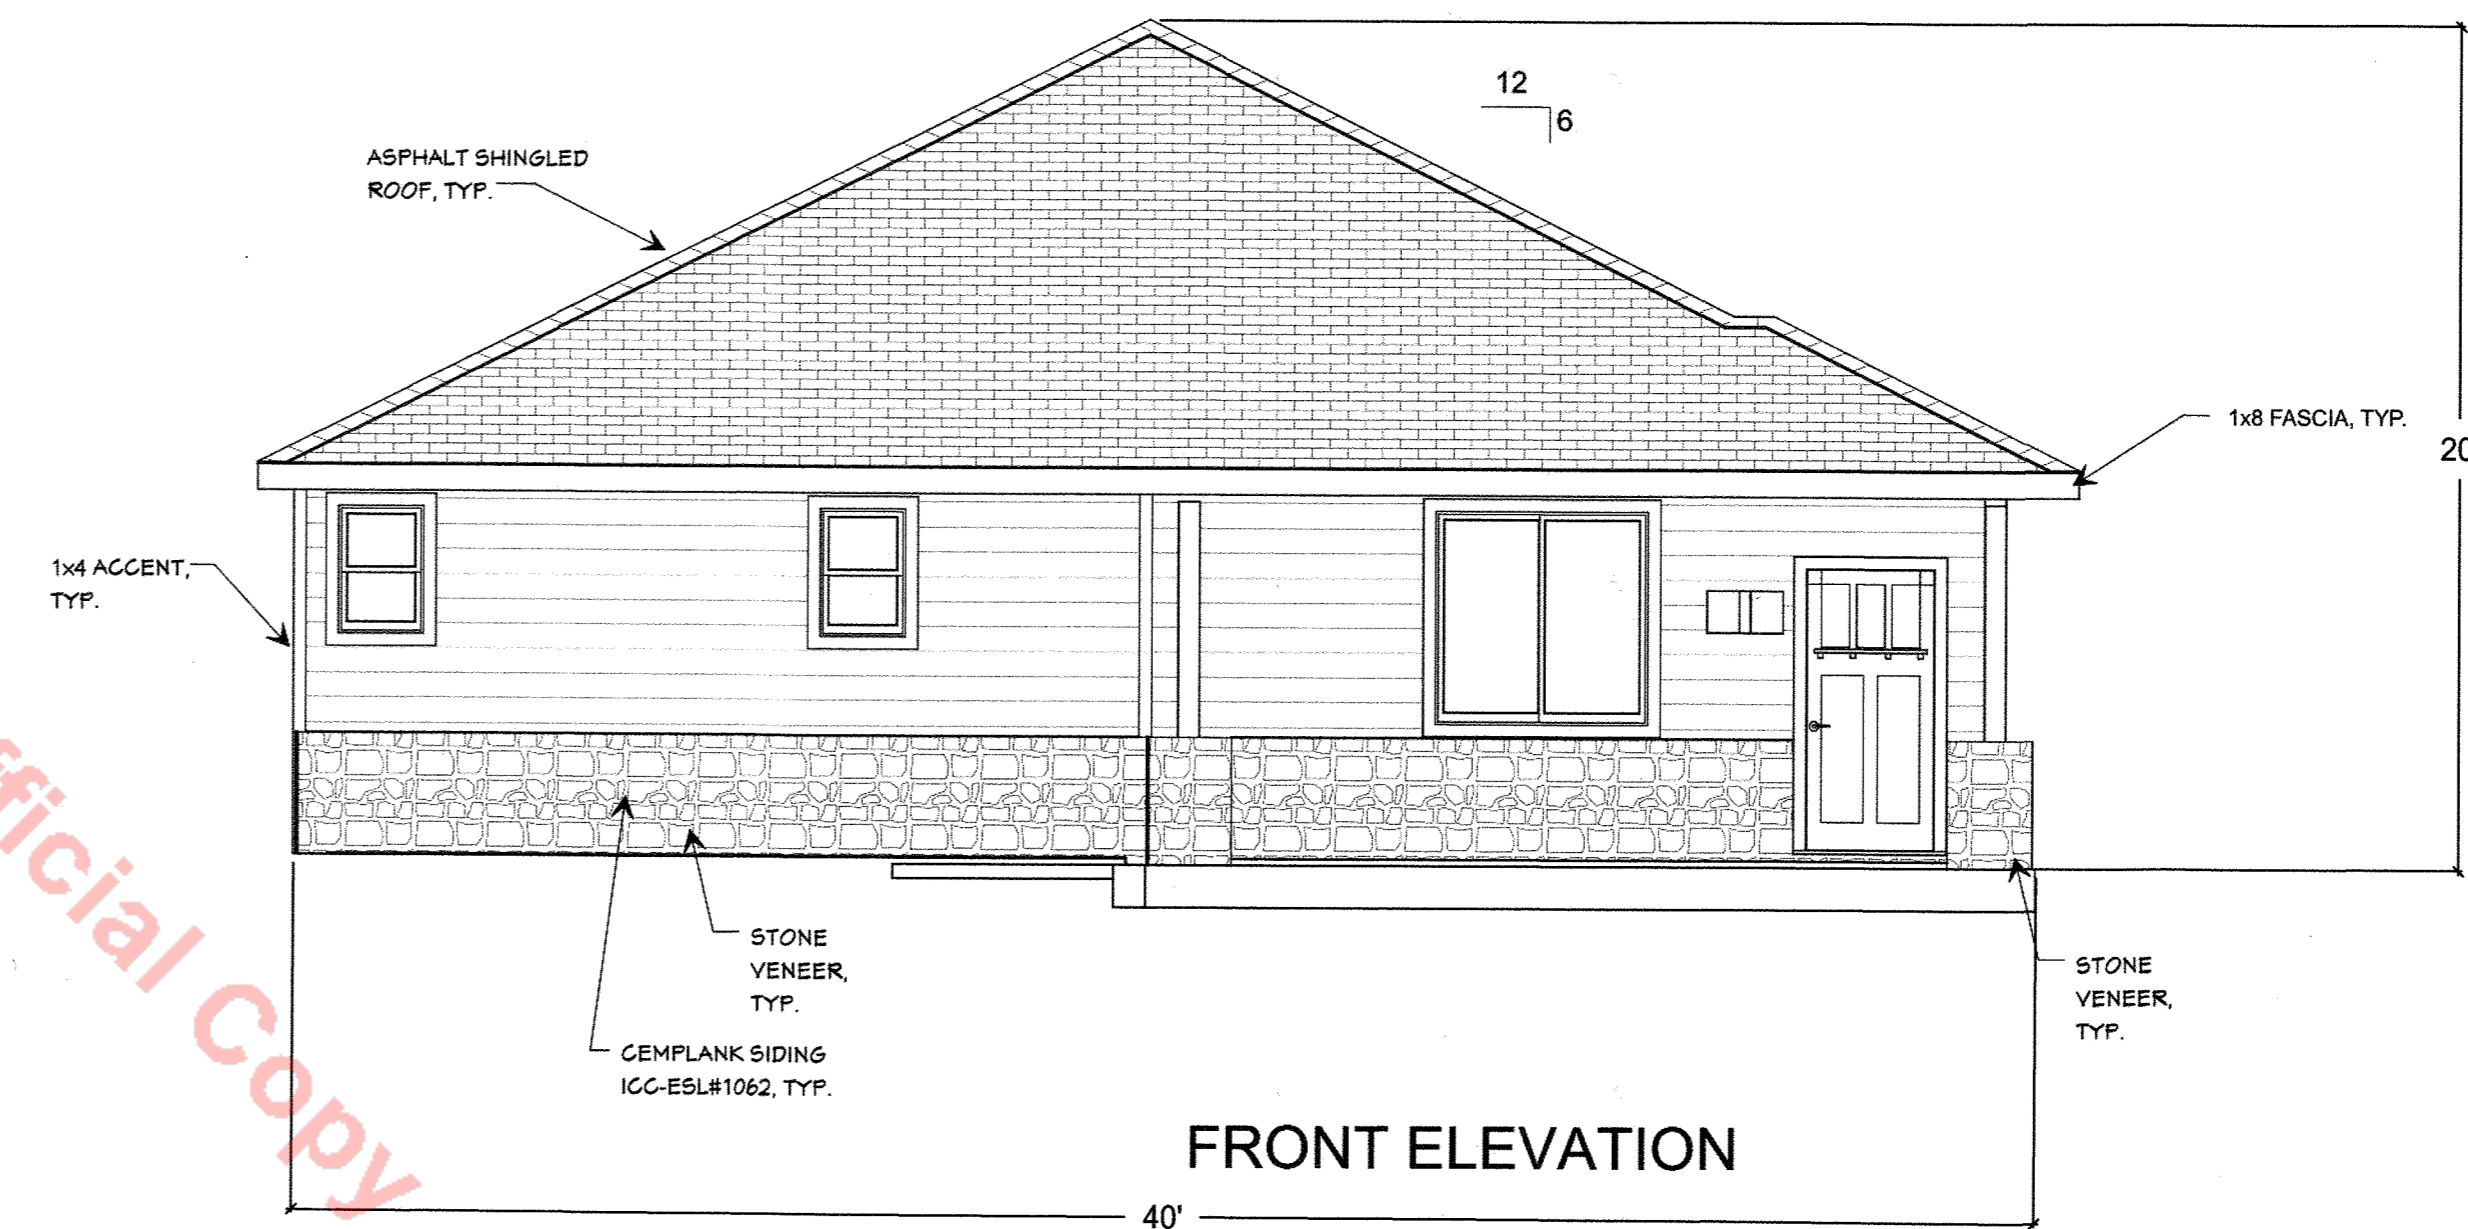 12
6
ASPHALT SHINGLED
ROOF, TYP.
1x8 FASCIA, TYP.
20
1x4 ACCENT,
TYP.
STONE
VENEER,
TYP.
STONE
VENEER,
TYP.
CEMPLANK SIDING
ICC-ESL#1062, TYP.
FRONT ELEVATION
40'
ficial Copy